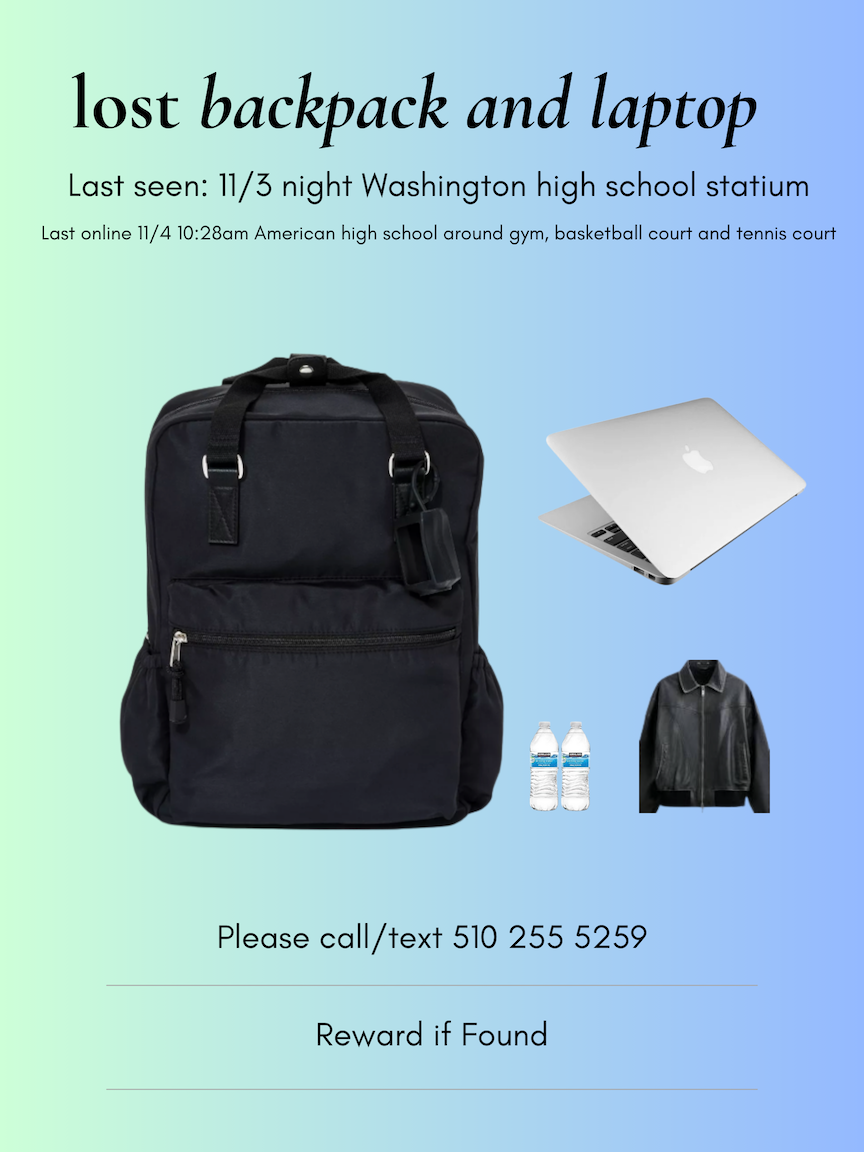 lost backpack and laptop
Last seen: 11/3 night Washington high school statium
Last online 11/4 10:28am American high school around gym, basketball court and tennis court
Please call/text 510 255 5259
Reward if Found